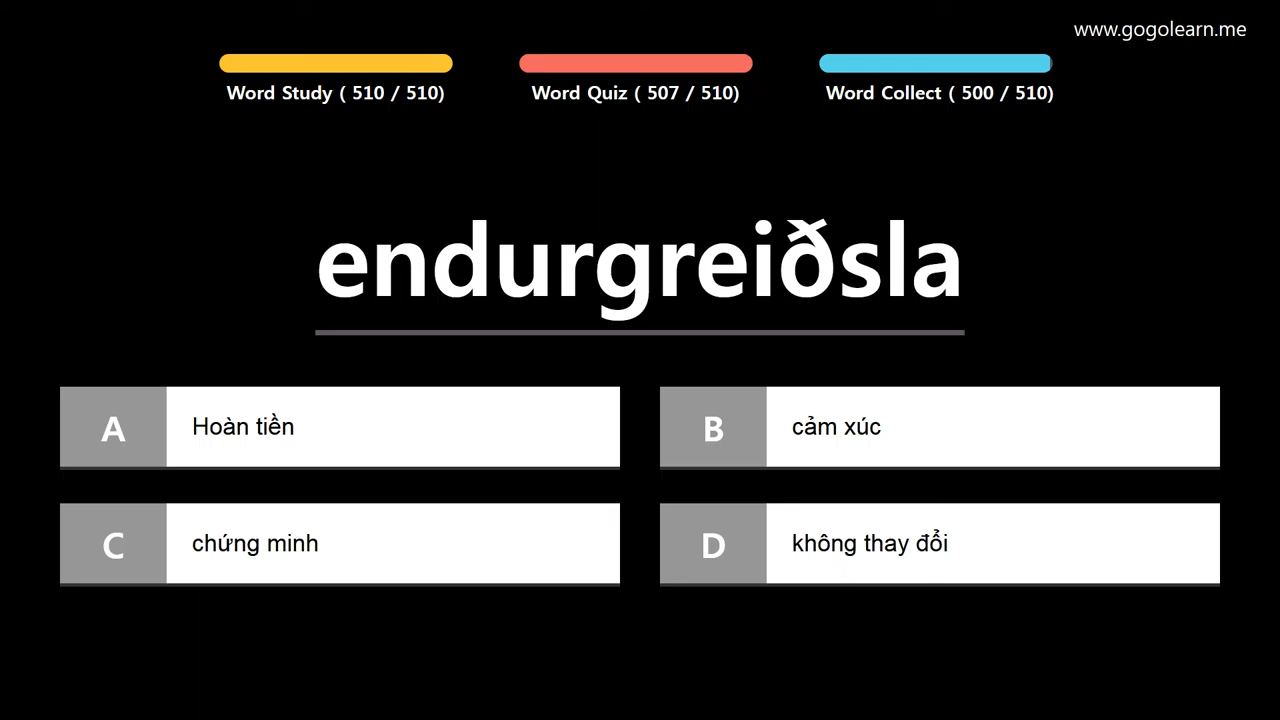 www.gogolearn.me
Word Study ( 510 / 510)
Word Quiz ( 507 / 510)
Word Collect ( 500 / 510)
endurgreiðsla
A
Hoàn tiền
B
cảm xúc
C
chứng minh
D
không thay đổi